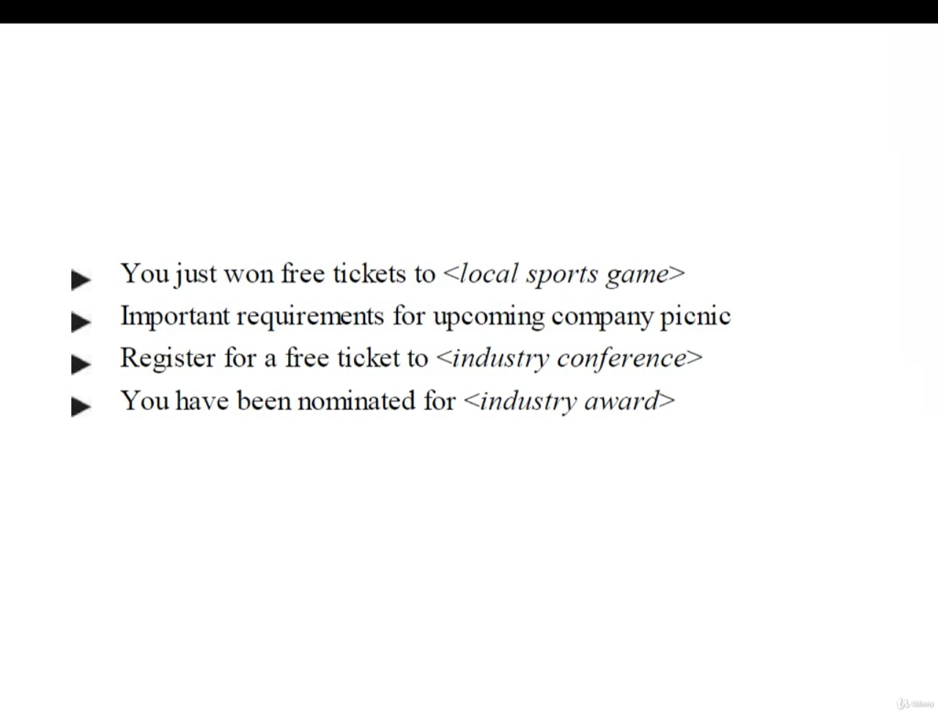 You just won free tickets to <local sports game>
Important requirements for upcoming company picnic
Register for a free ticket to <industry conference>
You have been nominated for <industry award>
Udemy